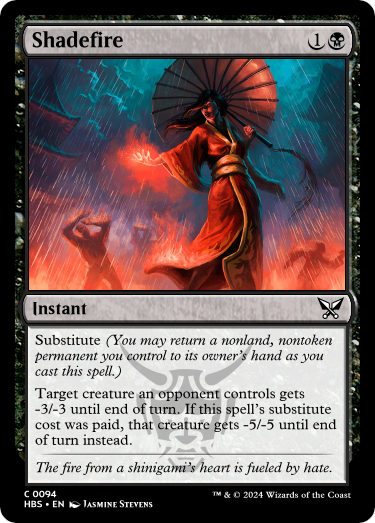 Shadefire 1
Instant
Substitute (You may return a nonland, nontoken
permanent you control to its owner's hand as you
cast this spell.)
Target creature an opponent controls gets
-3/-3 until end of turn. If this spell's substitute
cost was paid, that creature gets -5/-5 until end
of turn instead.
The fire from a shinigami's heart is fueled by hate.
C 0094
HBS • EN Jasmine Stevens
™ & © 2024 Wizards of the Coast